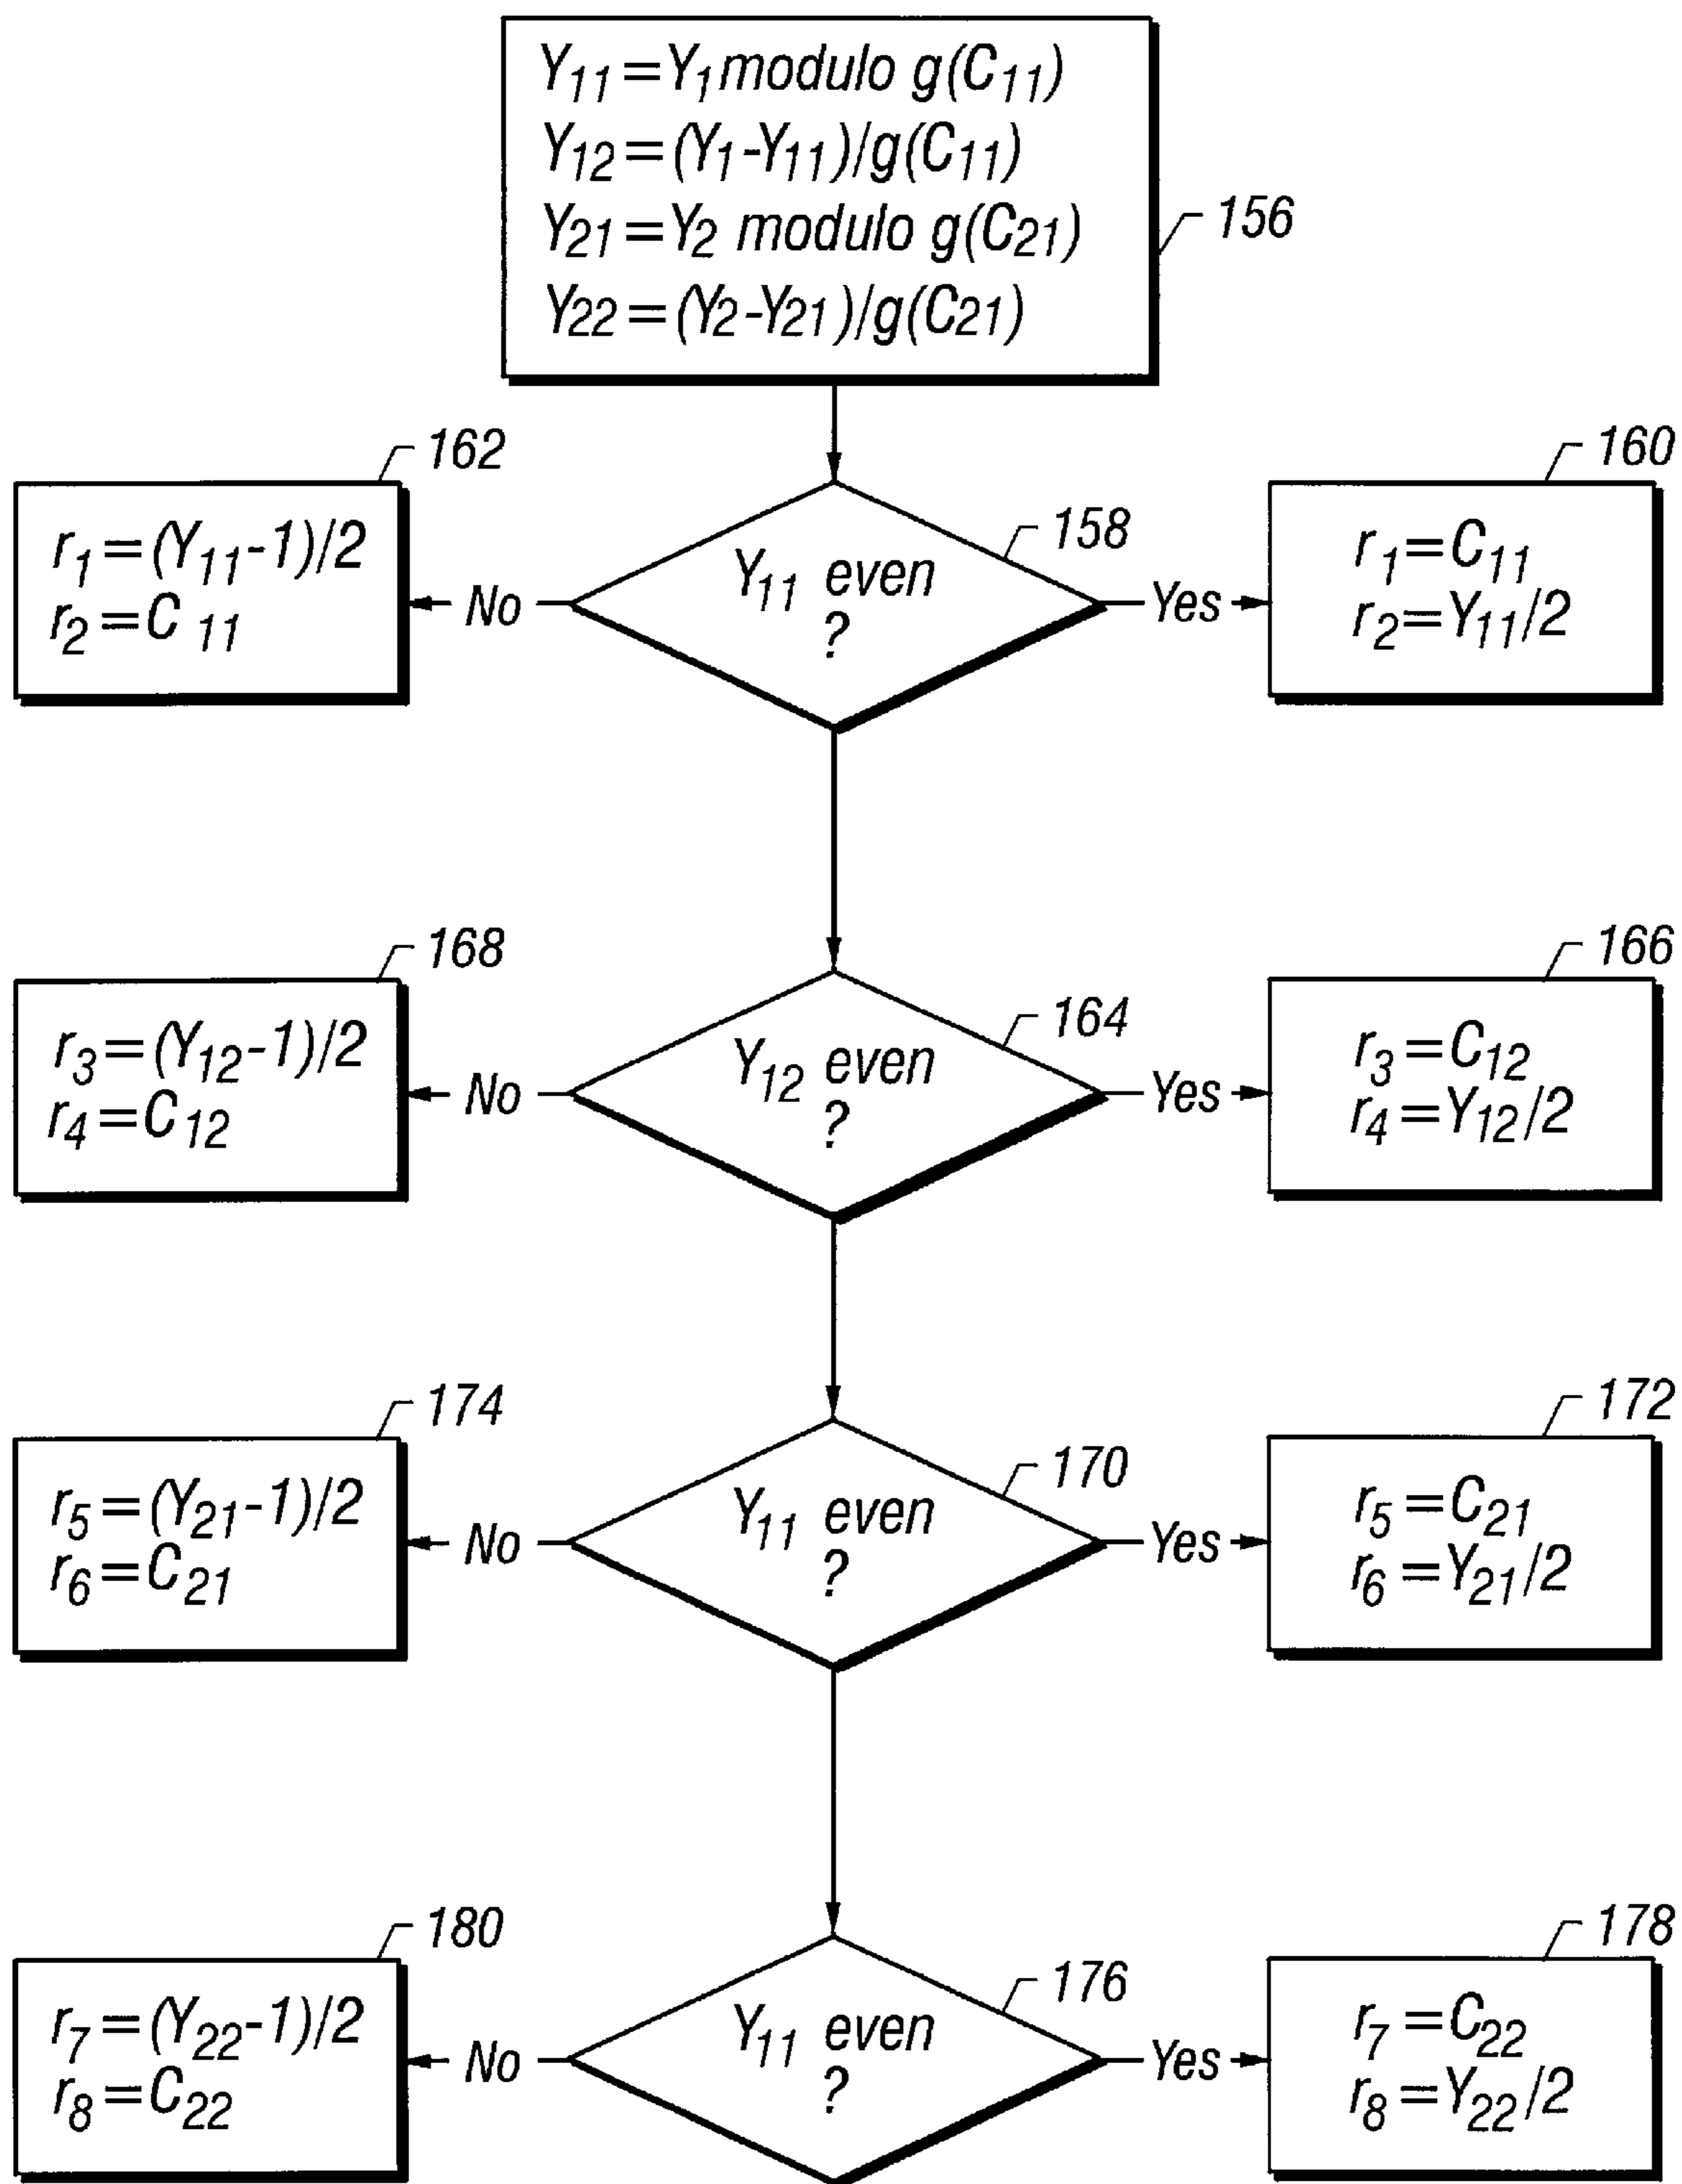 Y11=Y1 modulo g(C11)
Y12=(Y1-Y11)/g(C11)
Y21=Y2 modulo g(C21)
Y22=(Y2-Y21)/g(C21)
156
162
r1=(Y11-1)/2
r2=C 11
No
158
Y11 even
?
Yes
160
r1=C11
r2=Y11/2
168
r3=(Y12-1)/2
r4=C12
No
164
Y12 even
?
Yes
166
r3=C12
r4=Y12/2
174
r5=(Y21-1)/2
r6=C21
No
170
Y11 even
?
Yes
172
r5=C21
r6=Y21/2
180
r7=(Y22-1)/2
r8=C22
No
176
Y11 even
?
Yes
178
r7=C22
r8=Y22/2